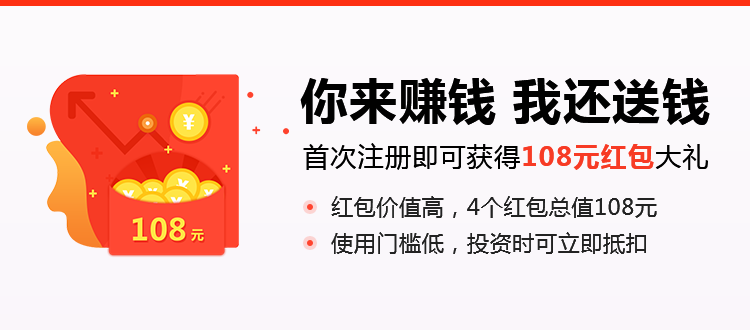 你来赚钱 我还送钱
首次注册即可获得108元红包大礼
红包价值高，4个红包总值108元
使用门槛低，投资时可立即抵扣
¥
108元